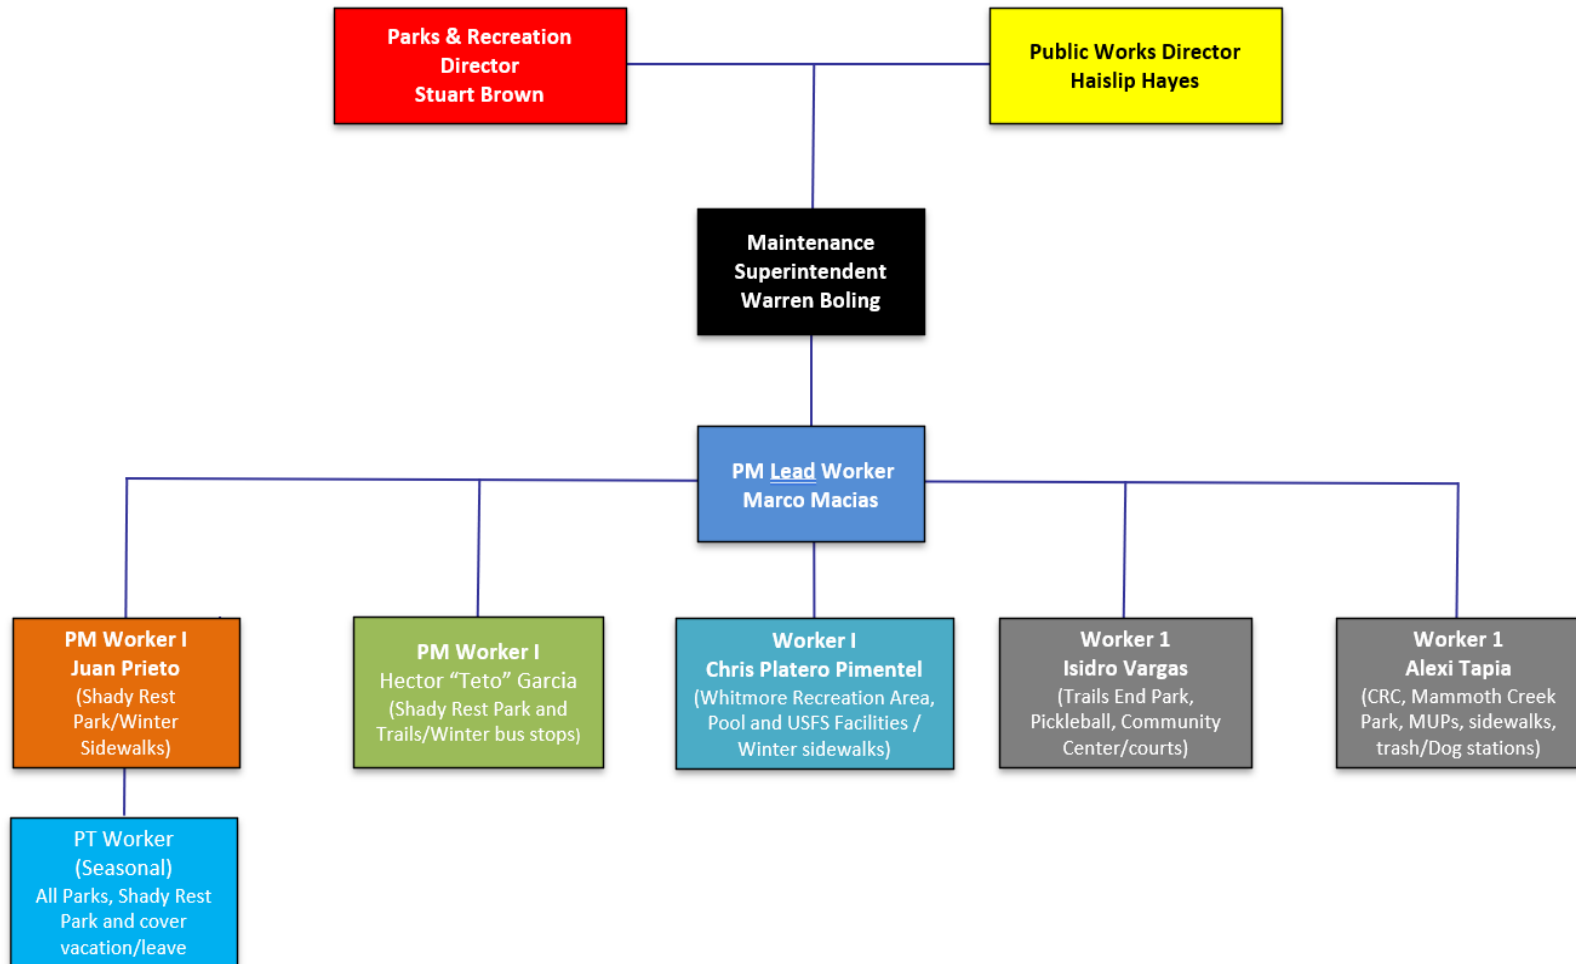 Parks & Recreation
Director
Stuart Brown
Public Works Director
Haislip Hayes
Maintenance
Superintendent
Warren Boling
PM Lead Worker
Marco Macias
PM Worker I
Juan Prieto
(Shady Rest
Park/Winter
Sidewalks)
PM Worker I
Hector “Teto” Garcia
(Shady Rest Park and
Trails/Winter bus stops)
Worker I
Chris Platero Pimentel
(Whitmore Recreation Area,
Pool and USFS Facilities /
Winter sidewalks)
Worker 1
Isidro Vargas
(Trails End Park,
Pickleball, Community
Center/courts)
Worker 1
Alexi Tapia
(CRC, Mammoth Creek
Park, MUPs, sidewalks,
trash/Dog stations)
PT Worker
(Seasonal)
All Parks, Shady Rest
Park and cover
vacation/leave